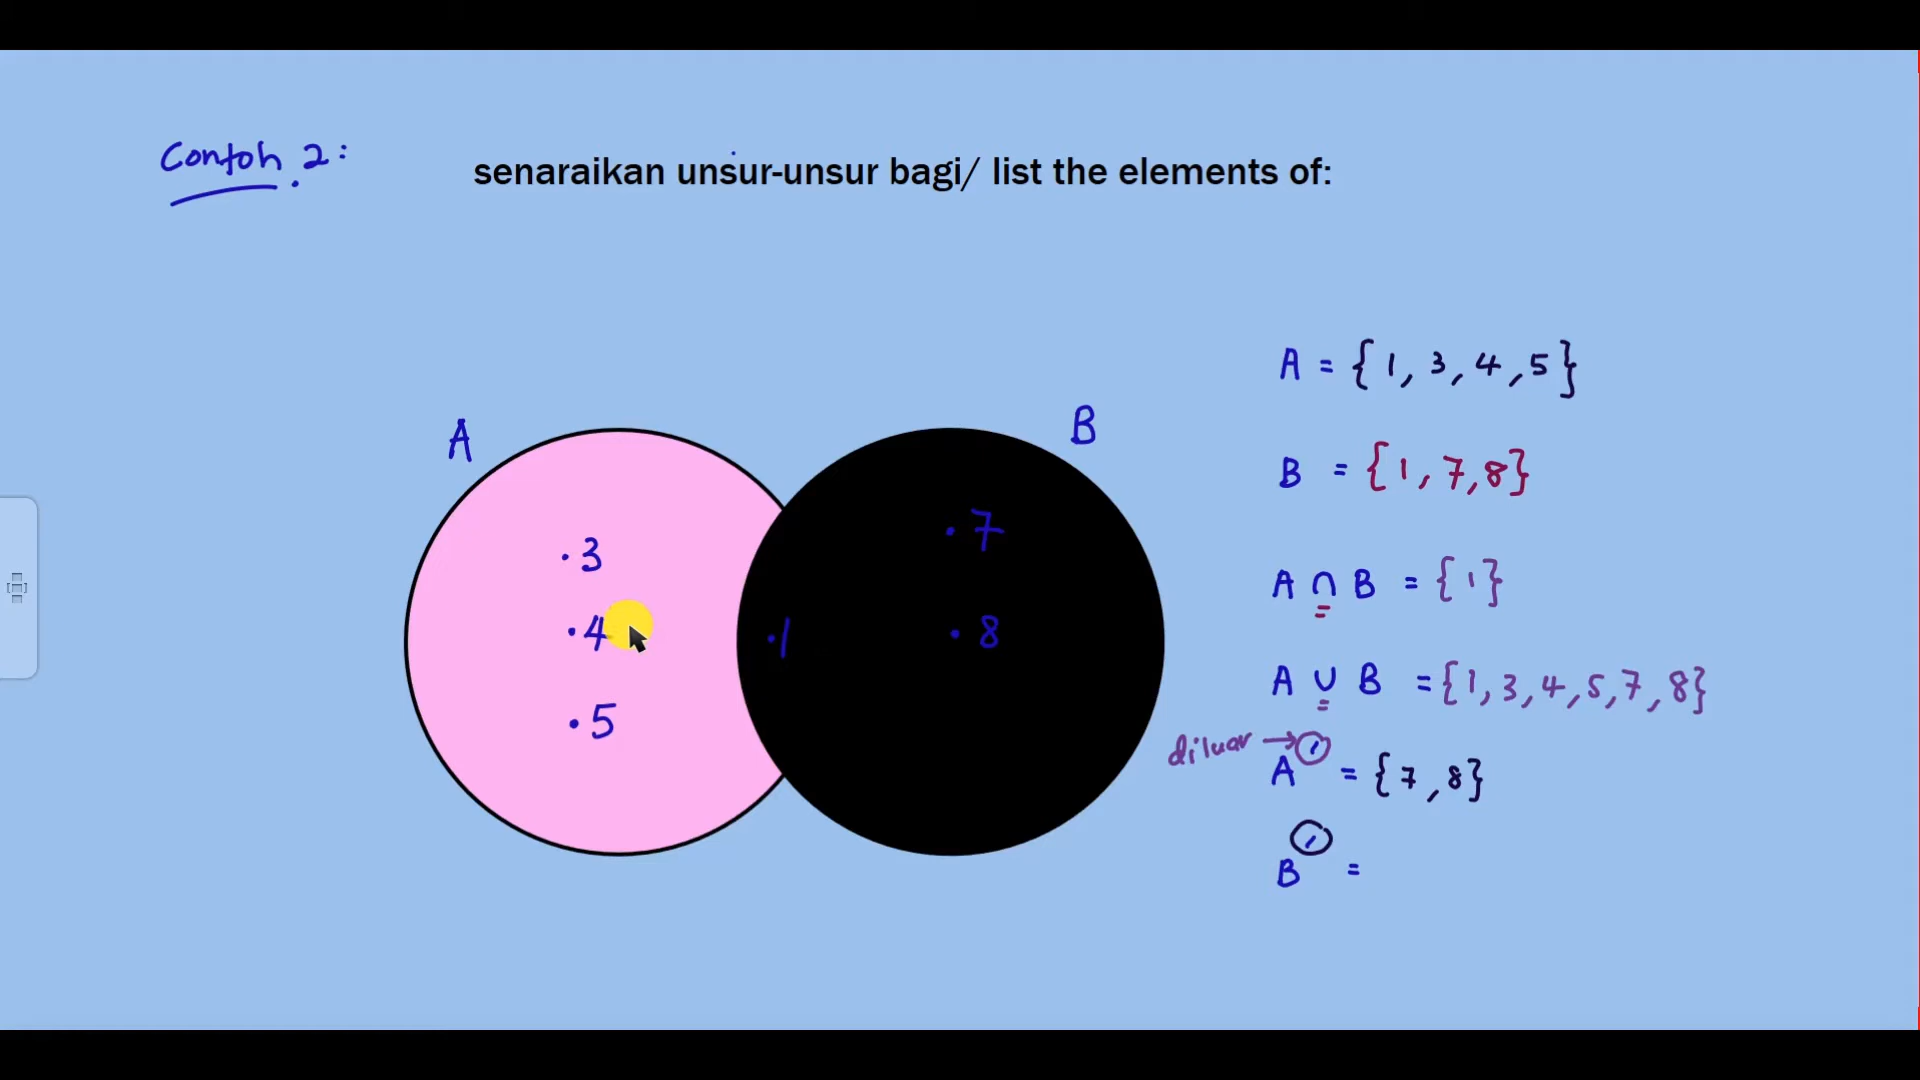 Contoh 2:
senaraikan unsur-unsur bagi/ list the elements of:
A = {1, 3, 4, 5}
A
B
B = {1, 7, 8}
.7
.3
A ∩ B = {1}
.4
.1
.8
A ∪ B = {1, 3, 4, 5, 7, 8}
.5
diluar →
A' = {7, 8}
B' =